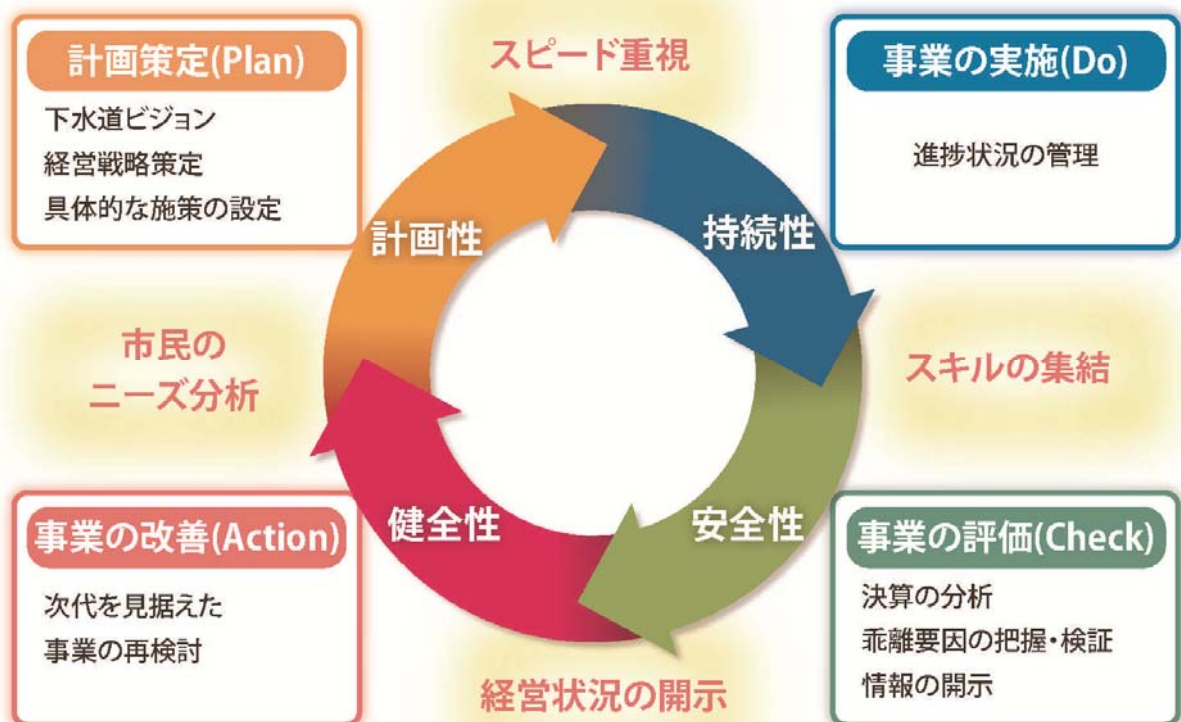 計画策定(Plan)
下水道ビジョン
経営戦略策定
具体的な施策の設定
スピード重視
事業の実施(Do)
進捗状況の管理
計画性
持続性
市民の
ニーズ分析
スキルの集結
健全性
安全性
事業の改善(Action)
次代を見据えた
事業の再検討
経営状況の開示
事業の評価(Check)
決算の分析
乖離要因の把握・検証
情報の開示